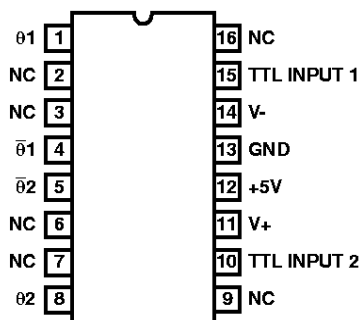 θ1 1 16 NC
NC 2 15 TTL INPUT 1
NC 3 14 V-
θ̅1 4 13 GND
θ̅2 5 12 +5V
NC 6 11 V+
NC 7 10 TTL INPUT 2
θ2 8 9 NC